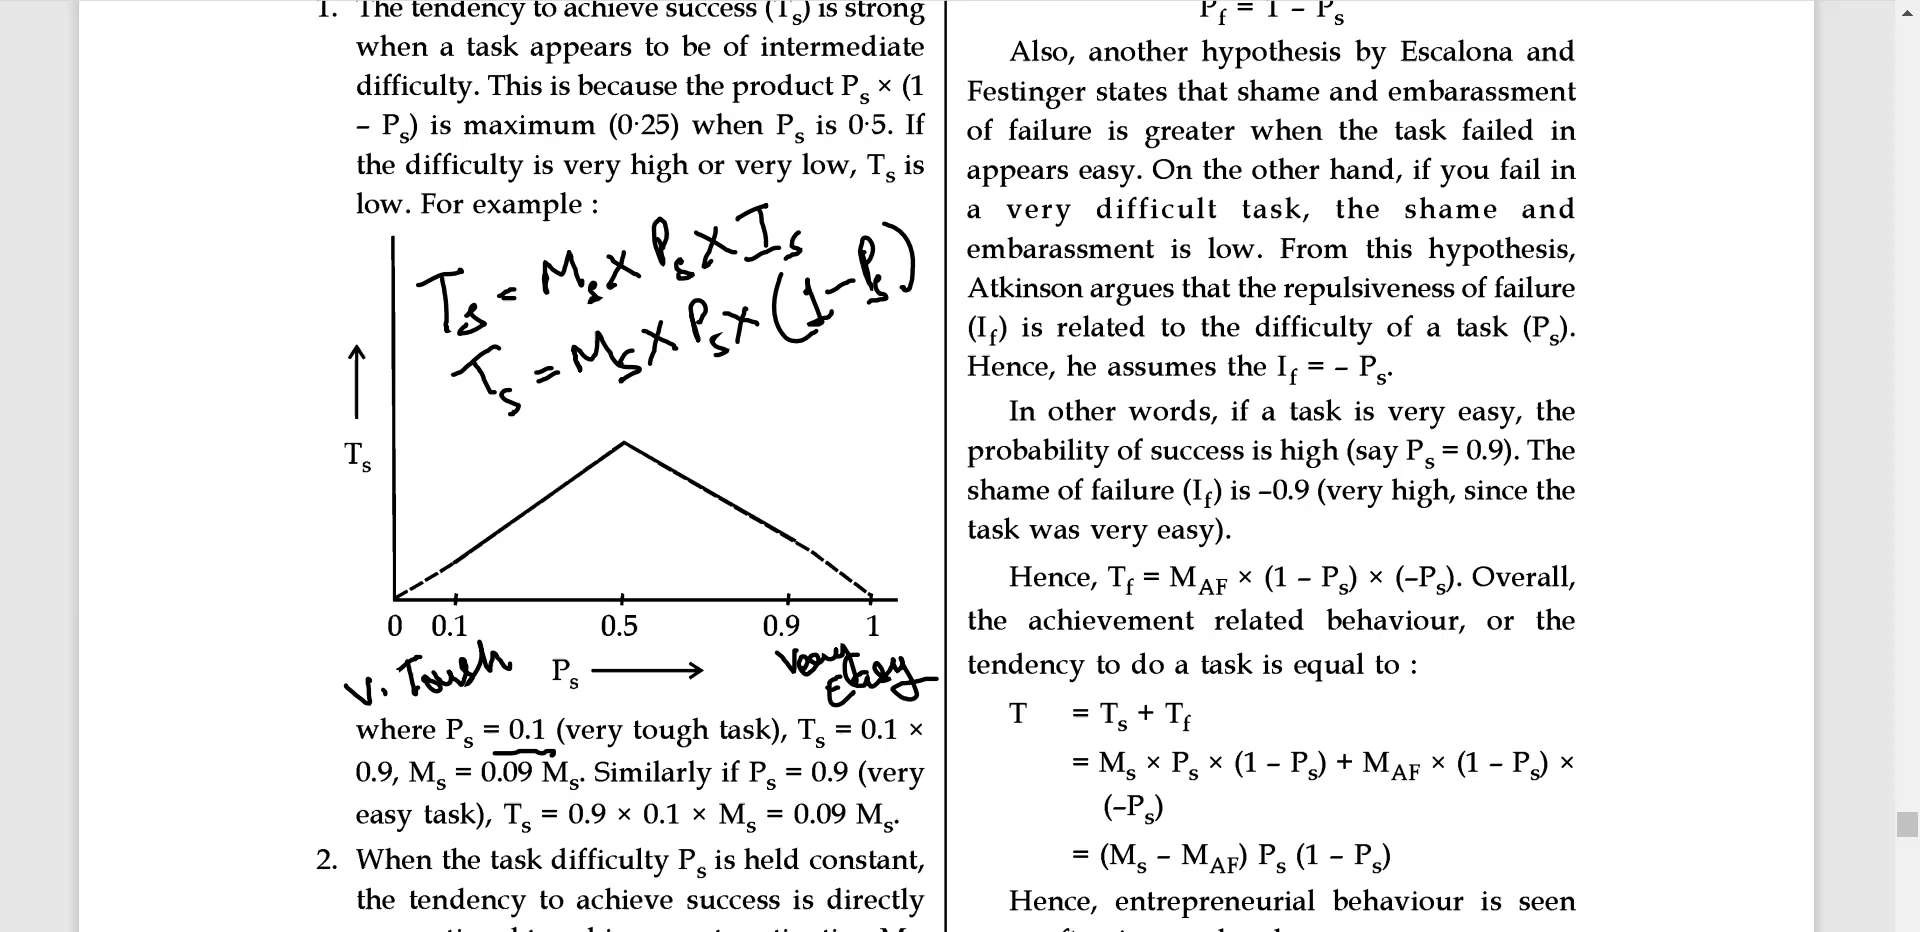 1. The tendency to achieve success (Ts) is strong
when a task appears to be of intermediate
difficulty. This is because the product Ps × (1
– Ps) is maximum (0·25) when Ps is 0·5. If
the difficulty is very high or very low, Ts is
low. For example :
Ts = Ms × Ps × Is
Ts = Ms × Ps × (1 – Ps)
Ts
0 0.1 0.5 0.9 1
V. Tough Ps Very
Easy
where Ps = 0.1 (very tough task), Ts = 0.1 ×
0.9, Ms = 0.09 Ms. Similarly if Ps = 0.9 (very
easy task), Ts = 0.9 × 0.1 × Ms = 0.09 Ms.
2. When the task difficulty Ps is held constant,
the tendency to achieve success is directly
Pf = 1 – Ps
Also, another hypothesis by Escalona and
Festinger states that shame and embarassment
of failure is greater when the task failed in
appears easy. On the other hand, if you fail in
a very difficult task, the shame and
embarassment is low. From this hypothesis,
Atkinson argues that the repulsiveness of failure
(If) is related to the difficulty of a task (Ps).
Hence, he assumes the If = – Ps.
In other words, if a task is very easy, the
probability of success is high (say Ps = 0.9). The
shame of failure (If) is –0.9 (very high, since the
task was very easy).
Hence, Tf = MAF × (1 – Ps) × (–Ps). Overall,
the achievement related behaviour, or the
tendency to do a task is equal to :
T = Ts + Tf
= Ms × Ps × (1 – Ps) + MAF × (1 – Ps) ×
(–Ps)
= (Ms – MAF) Ps (1 – Ps)
Hence, entrepreneurial behaviour is seen